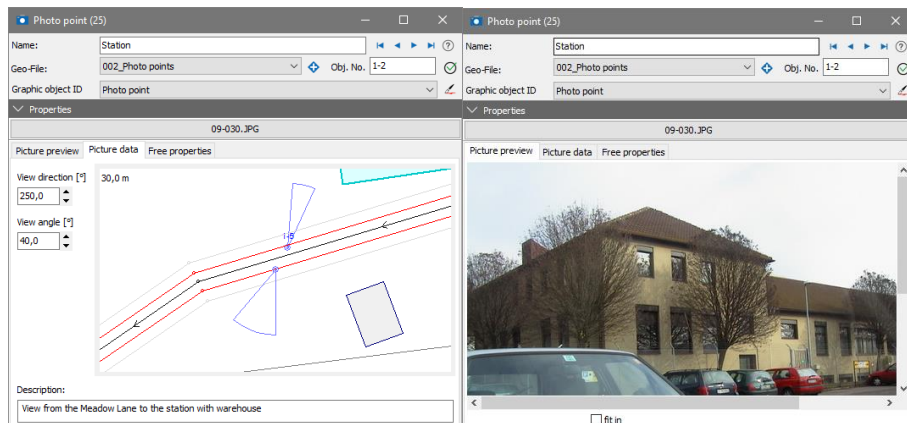 Photo point (25)
Name: Station
Geo-File: 002_Photo points Obj. No. 1-2
Graphic object ID Photo point
Properties
09-030.JPG
Picture preview Picture data Free properties
View direction [°]
250,0
View angle [°]
40,0
30,0 m
Description:
View from the Meadow Lane to the station with warehouse
Photo point (25)
Name: Station
Geo-File: 002_Photo points Obj. No. 1-2
Graphic object ID Photo point
Properties
09-030.JPG
Picture preview Picture data Free properties
fit in